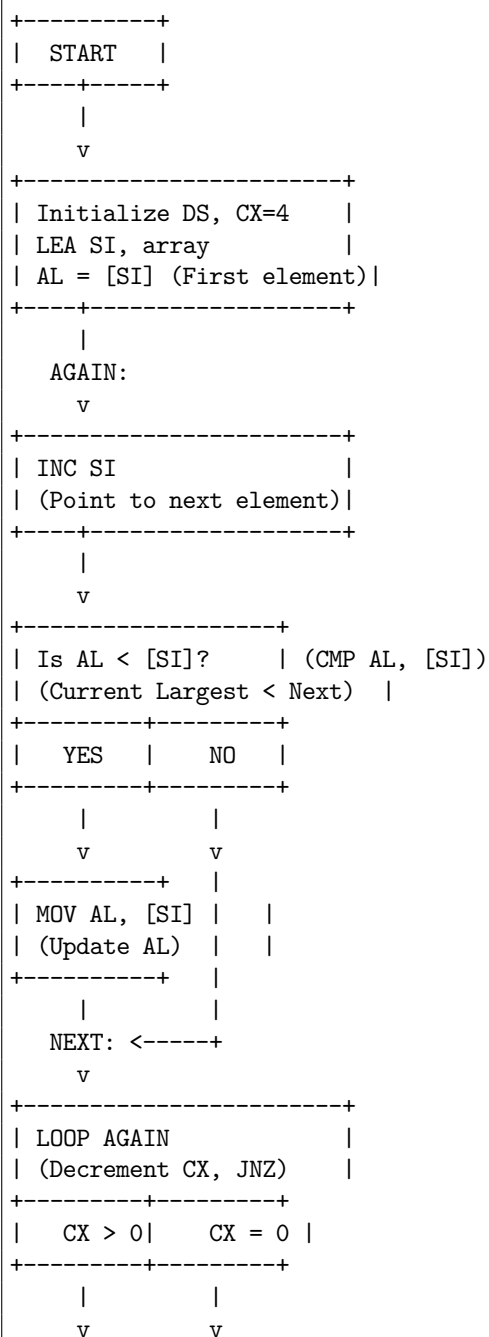 +----------+
|  START   |
+----+-----+
     |
     v
+------------------------+
| Initialize DS, CX=4    |
| LEA SI, array          |
| AL = [SI] (First element)|
+----+-------------------+
     |
   AGAIN:
     v
+------------------------+
| INC SI                 |
| (Point to next element)|
+----+-------------------+
     |
     v
+-------------------+
| Is AL < [SI]?     | (CMP AL, [SI])
| (Current Largest < Next)  |
+---------+---------+
|   YES   |   NO    |
+---------+---------+
     |         |
     v         v
+----------+   |
| MOV AL, [SI] |   |
| (Update AL)  |   |
+----------+   |
     |         |
   NEXT: <-----+
     v
+------------------------+
| LOOP AGAIN             |
| (Decrement CX, JNZ)    |
+---------+---------+
|   CX > 0|   CX = 0 |
+---------+---------+
     |         |
     v         v